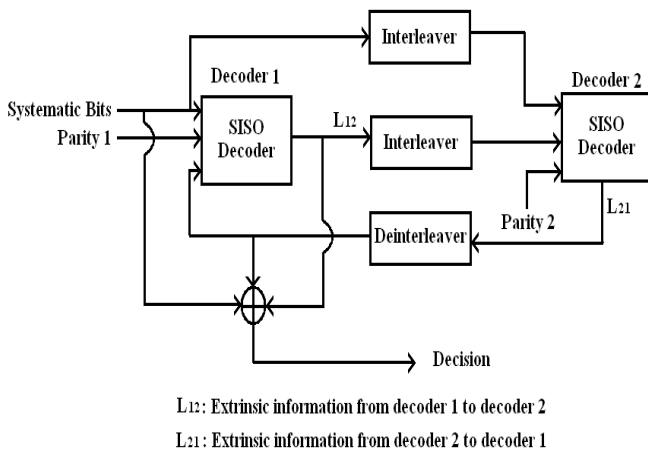 Interleaver
Decoder 1
Decoder 2
Systematic Bits
Parity 1
SISO
Decoder
L12
Interleaver
SISO
Decoder
L21
Parity 2
Deinterleaver
Decision
L12: Extrinsic information from decoder 1 to decoder 2
L21: Extrinsic information from decoder 2 to decoder 1